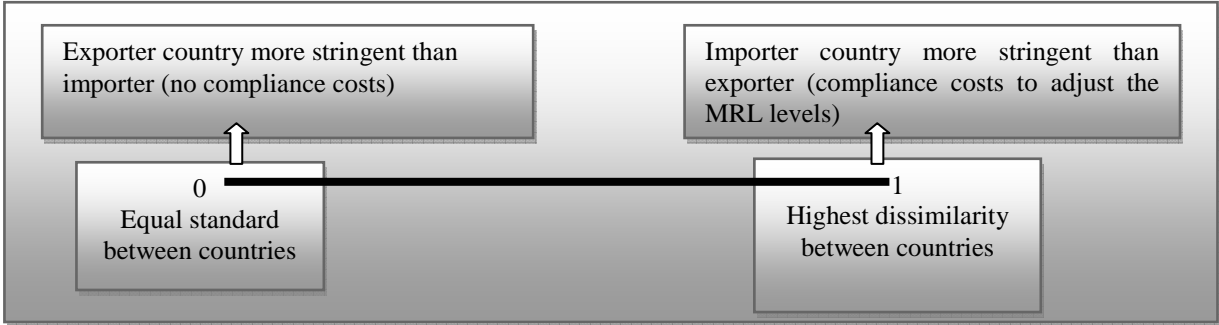 Exporter country more stringent than
importer (no compliance costs)
Importer country more stringent than
exporter (compliance costs to adjust the
MRL levels)
0
Equal standard
between countries
1
Highest dissimilarity
between countries